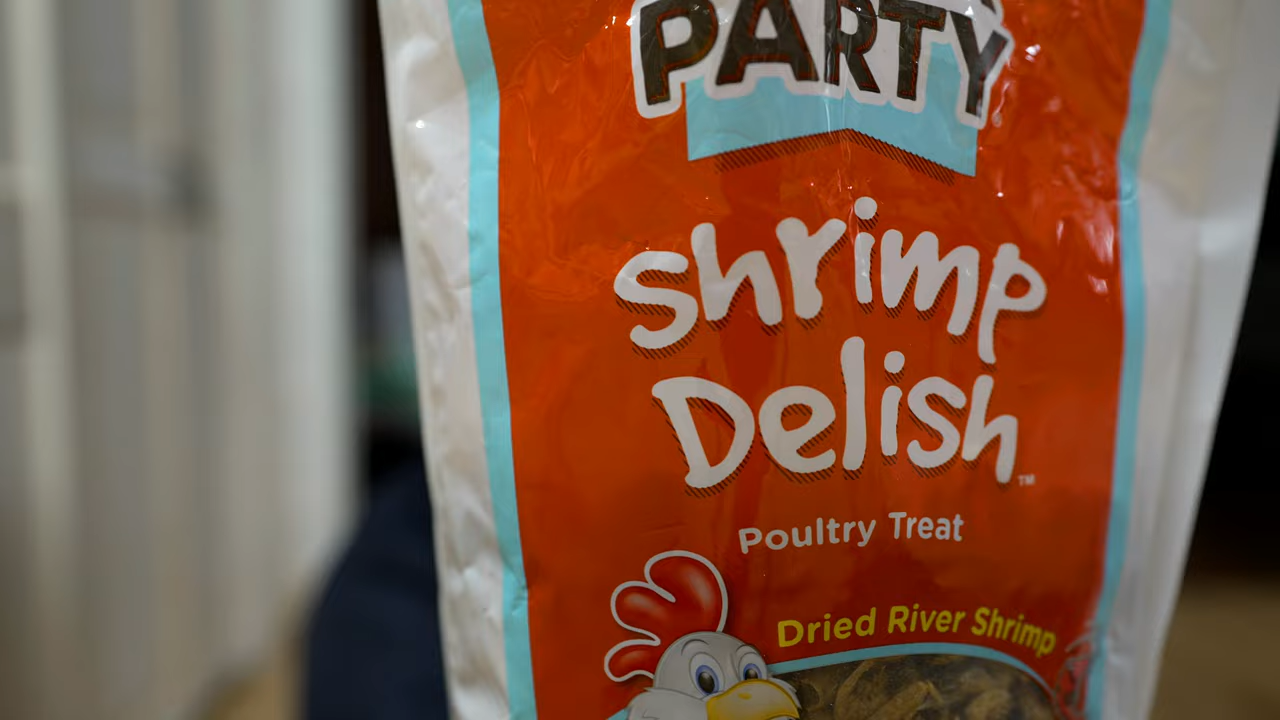 PARTY
shrimp
Delish™
Poultry Treat
Dried River Shrimp